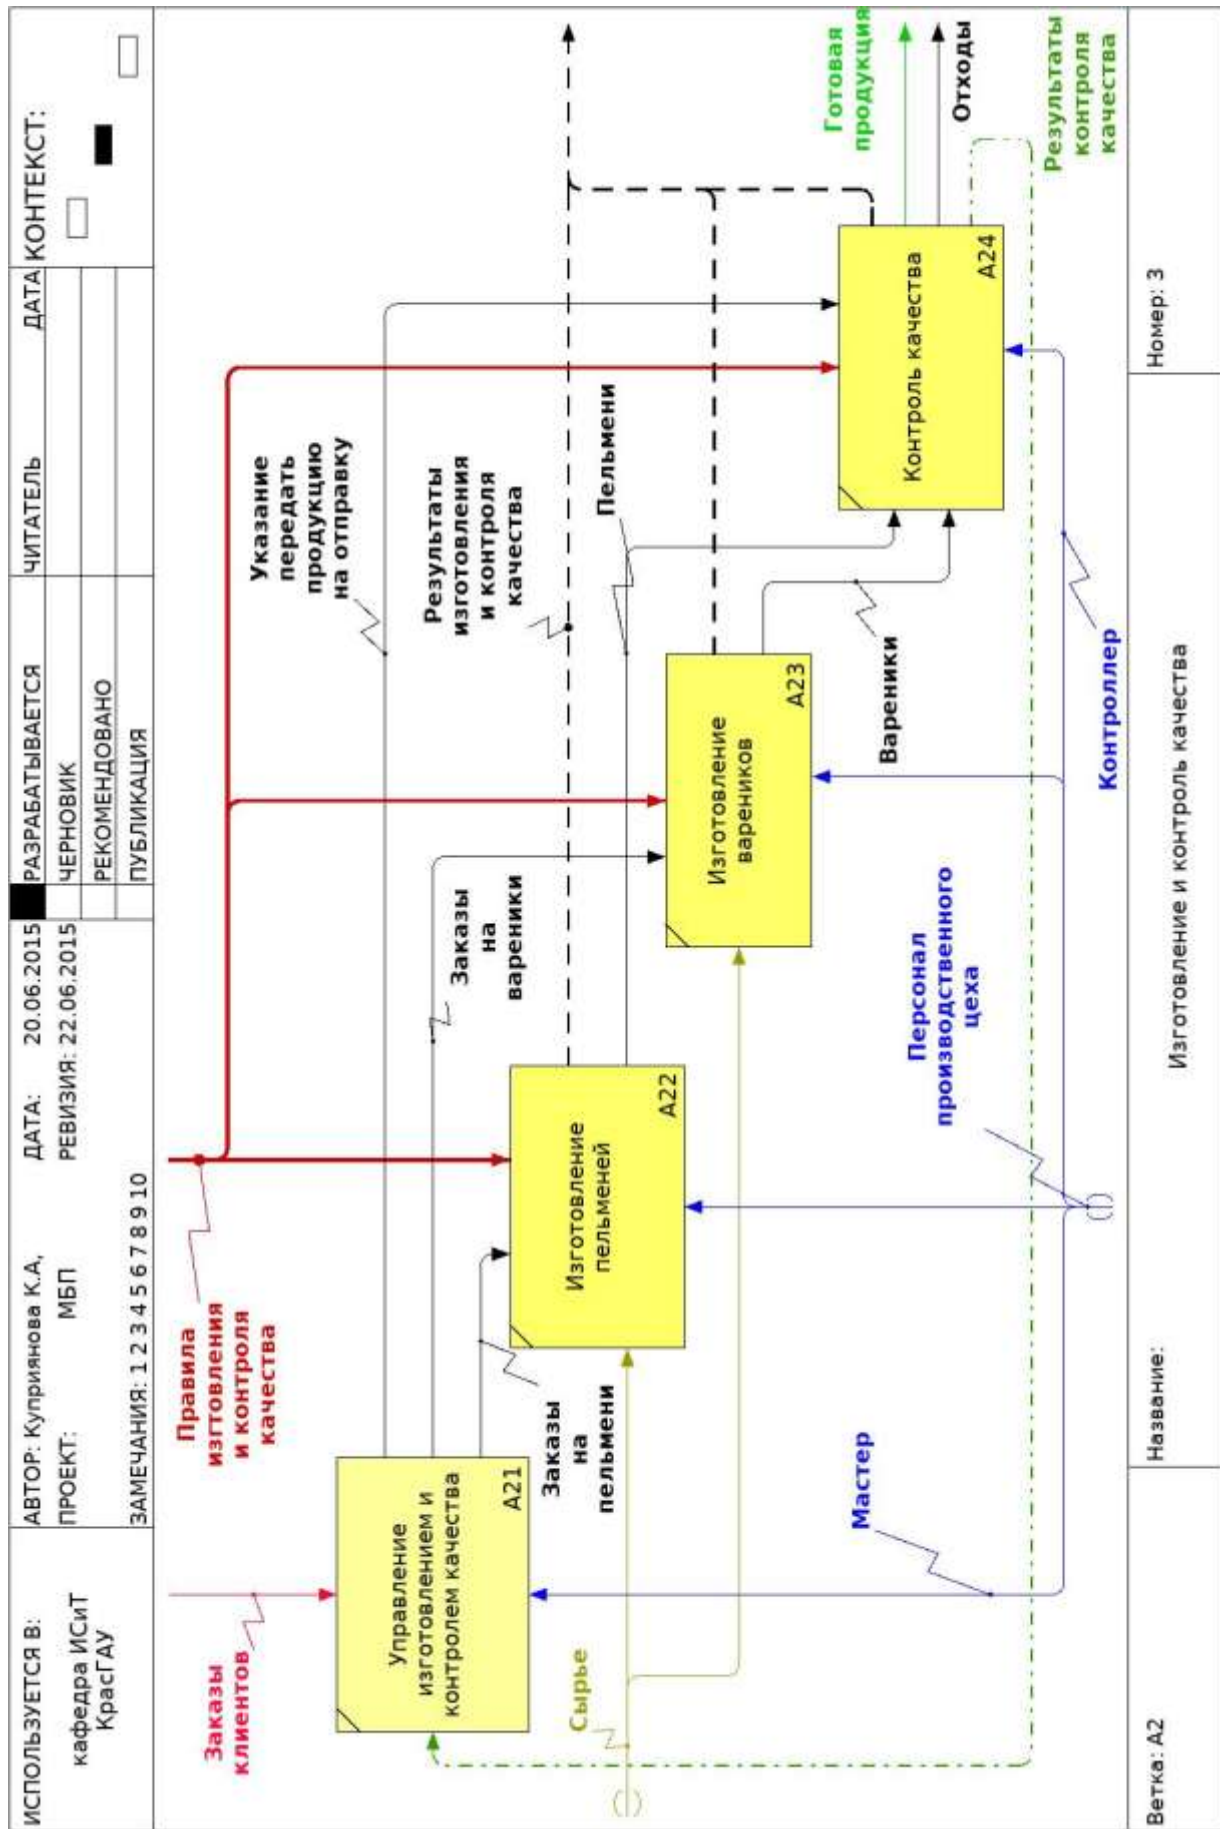 ИСПОЛЬЗУЕТСЯ В:
кафедра ИСиТ
КрасГАУ
АВТОР: Куприянова К.А,
ПРОЕКТ: МБП
ЗАМЕЧАНИЯ: 1 2 3 4 5 6 7 8 9 10
ДАТА: 20.06.2015
РЕВИЗИЯ: 22.06.2015
РАЗРАБАТЫВАЕТСЯ
ЧЕРНОВИК
РЕКОМЕНДОВАНО
ПУБЛИКАЦИЯ
ЧИТАТЕЛЬ
ДАТА
КОНТЕКСТ:
Заказы
клиентов
Правила
изгтовления
и контроля
качества
Указание
передать
продукцию
на отправку
Управление
изготовлением и
контролем качества
A21
Заказы
на
вареники
Результаты
изготовления
и контроля
качества
Заказы
на
пельмени
Изготовление
пельменей
A22
Пельмени
Сырье
Изготовление
вареников
A23
Вареники
Готовая
продукция
Отходы
Контроль качества
A24
Результаты
контроля
качества
Мастер
Персонал
производственного
цеха
Контроллер
Ветка: A2
Название:
Изготовление и контроль качества
Номер: 3